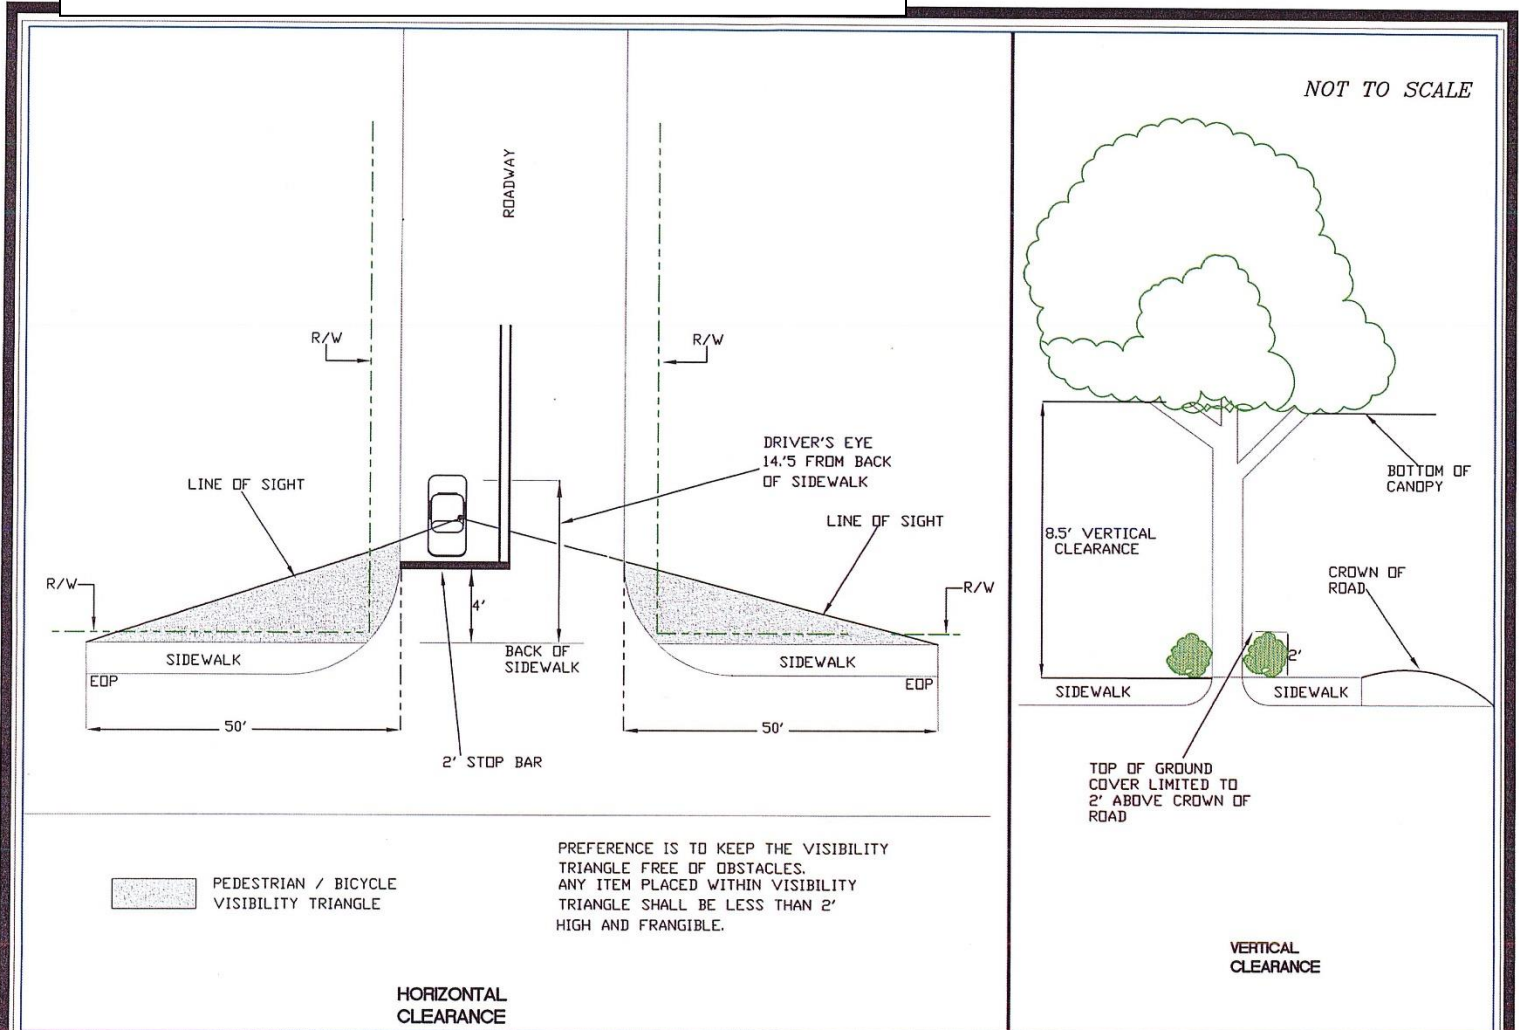 NOT TO SCALE
ROADWAY
R/W
R/W
DRIVER'S EYE
14.'5 FROM BACK
OF SIDEWALK
LINE OF SIGHT
LINE OF SIGHT
R/W
R/W
4'
BACK OF
SIDEWALK
SIDEWALK
SIDEWALK
EOP
EOP
50'
50'
2' STOP BAR
PEDESTRIAN / BICYCLE
VISIBILITY TRIANGLE
PREFERENCE IS TO KEEP THE VISIBILITY
TRIANGLE FREE OF OBSTACLES.
ANY ITEM PLACED WITHIN VISIBILITY
TRIANGLE SHALL BE LESS THAN 2'
HIGH AND FRANGIBLE.
HORIZONTAL
CLEARANCE
BOTTOM OF
CANOPY
8.5' VERTICAL
CLEARANCE
CROWN OF
ROAD
2'
SIDEWALK
SIDEWALK
TOP OF GROUND
COVER LIMITED TO
2' ABOVE CROWN OF
ROAD
VERTICAL
CLEARANCE